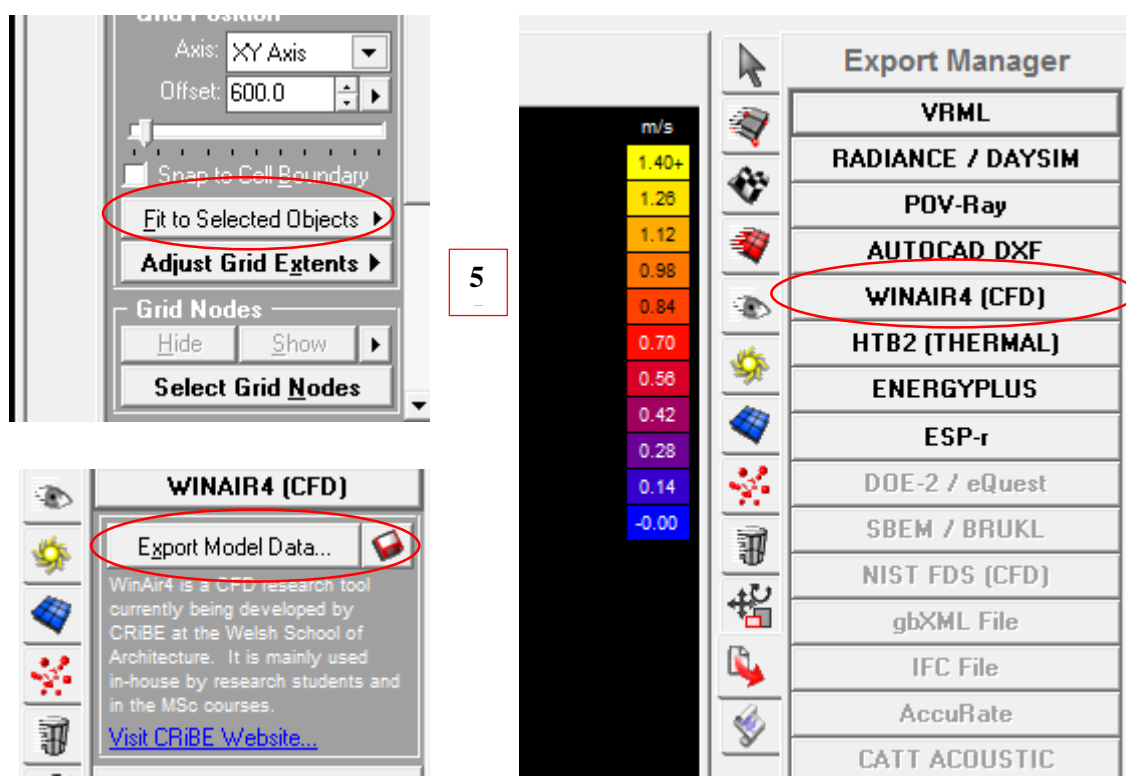 Grid Position
Axis: XY Axis
Offset: 600.0
Snap to Cell Boundary
Fit to Selected Objects
Adjust Grid Extents
Grid Nodes
Hide
Show
Select Grid Nodes
5
WINAIR4 (CFD)
Export Model Data...
WinAir4 is a CFD research tool
currently being developed by
CRiBE at the Welsh School of
Architecture. It is mainly used
in-house by research students and
in the MSc courses.
Visit CRiBE Website...
m/s
1.40+
1.26
1.12
0.98
0.84
0.70
0.56
0.42
0.28
0.14
-0.00
Export Manager
VRML
RADIANCE / DAYSIM
POV-Ray
AUTOCAD DXF
WINAIR4 (CFD)
HTB2 (THERMAL)
ENERGYPLUS
ESP-r
DOE-2 / eQuest
SBEM / BRUKL
NIST FDS (CFD)
gbXML File
IFC File
AccuRate
CATT ACOUSTIC